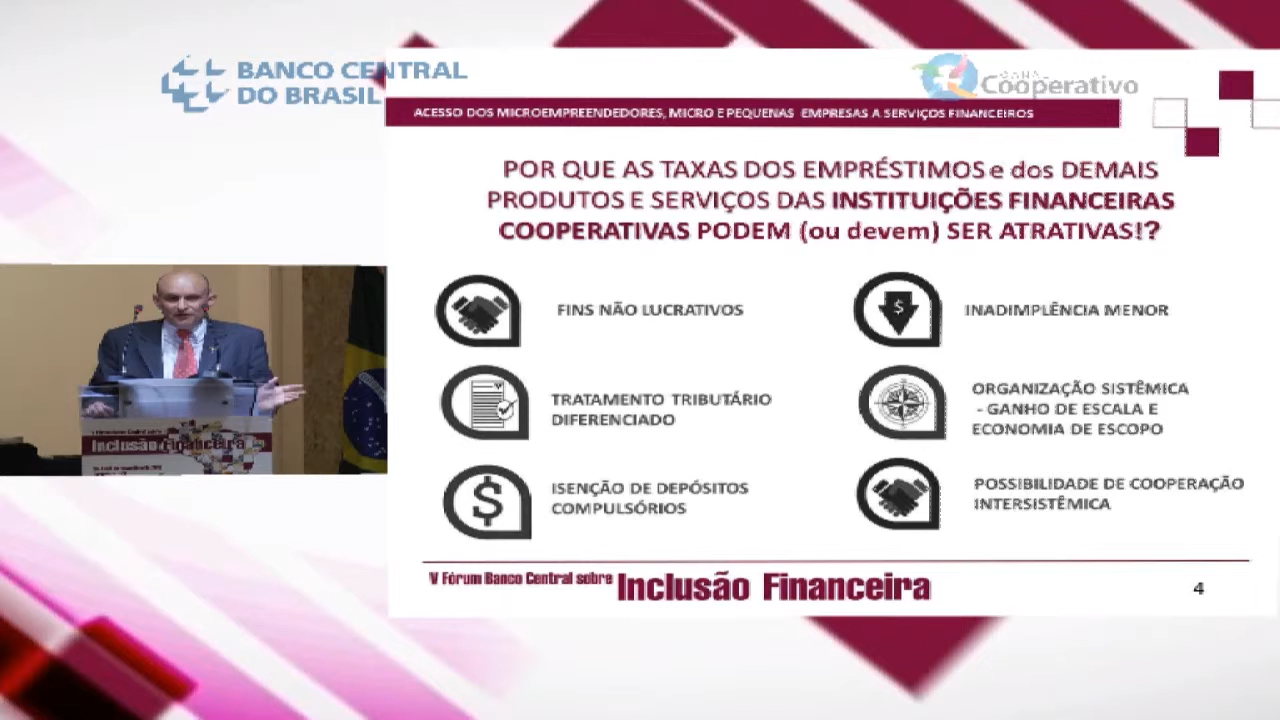 BANCO CENTRAL
DO BRASIL
Cooperativo
ACESSO DOS MICROEMPREENDEDORES, MICRO E PEQUENAS EMPRESAS A SERVIÇOS FINANCEIROS
POR QUE AS TAXAS DOS EMPRÉSTIMOS e dos DEMAIS
PRODUTOS E SERVIÇOS DAS INSTITUIÇÕES FINANCEIRAS
COOPERATIVAS PODEM (ou devem) SER ATRATIVAS!?
FINS NÃO LUCRATIVOS
INADIMPLÊNCIA MENOR
TRATAMENTO TRIBUTÁRIO
DIFERENCIADO
ORGANIZAÇÃO SISTÊMICA
- GANHO DE ESCALA E
ECONOMIA DE ESCOPO
$ ISENÇÃO DE DEPÓSITOS
COMPULSÓRIOS
POSSIBILIDADE DE COOPERAÇÃO
INTERSISTÊMICA
V Fórum Banco Central sobre Inclusão Financeira
4
Inclusão Financeira